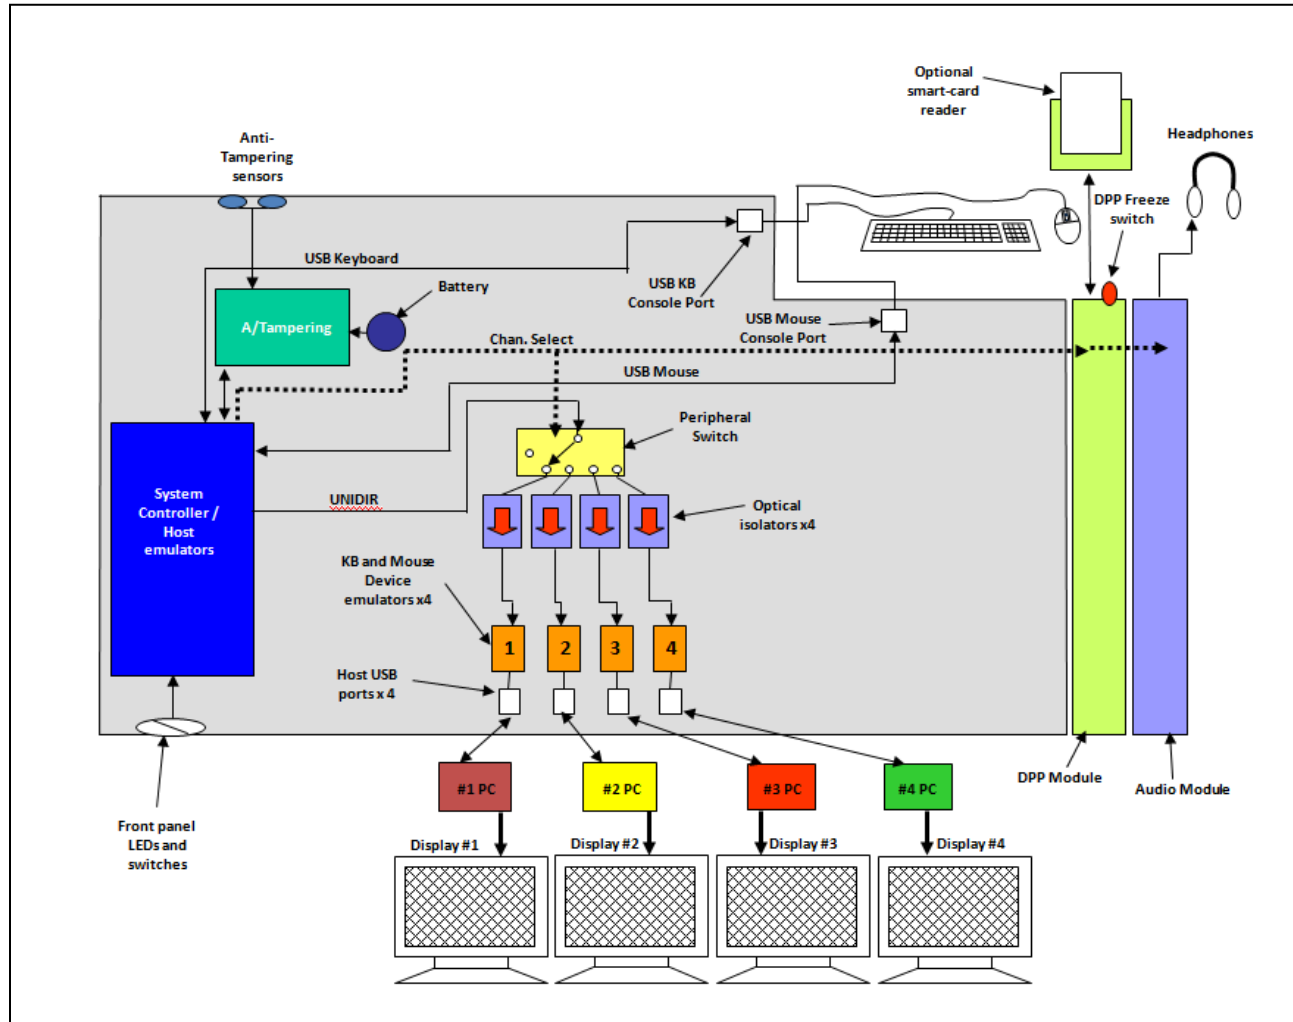 Optional
smart-card
reader
Headphones
Anti-
Tampering
sensors
DPP Freeze
switch
USB Keyboard
USB KB
Console Port
Battery
A/Tampering
USB Mouse
Console Port
Chan. Select
USB Mouse
Peripheral
Switch
System
Controller /
Host
emulators
UNIDIR
Optical
isolators x4
KB and Mouse
Device
emulators x4
1
2
3
4
Host USB
ports x 4
#1 PC
#2 PC
#3 PC
#4 PC
DPP Module
Audio Module
Front panel
LEDs and
switches
Display #1
Display #2
Display #3
Display #4